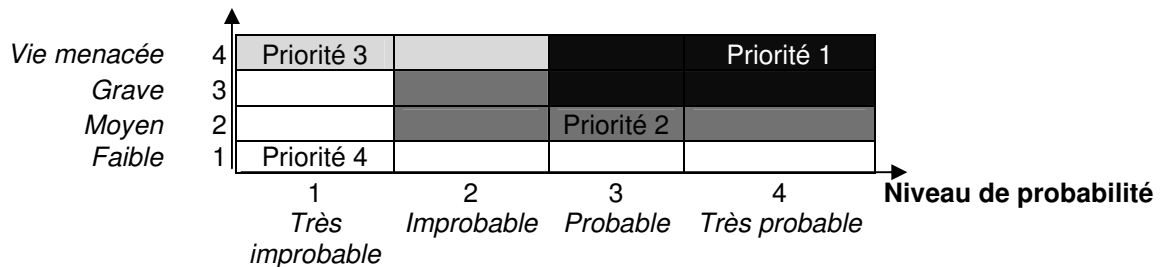 Vie menacée 4 Priorité 3 Priorité 1
Grave 3
Moyen 2 Priorité 2
Faible 1 Priorité 4
1 2 3 4 Niveau de probabilité
Très improbable Improbable Probable Très probable